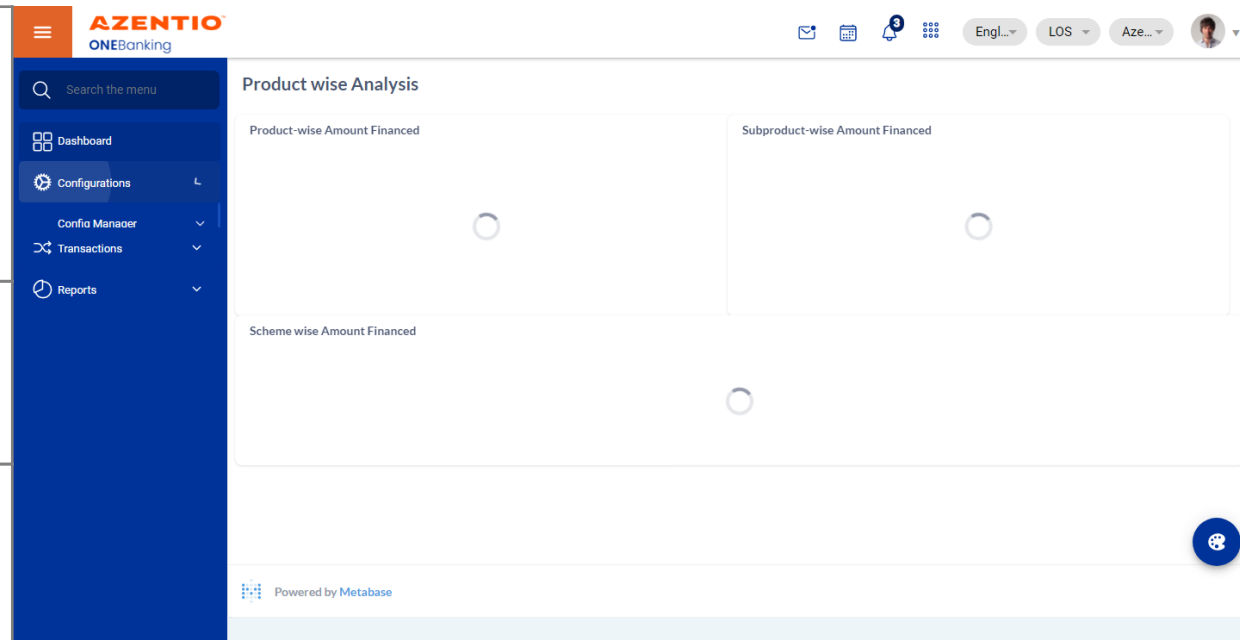 AZENTIO
ONEBanking
3
Engl...
LOS
Aze...
Search the menu
Dashboard
Configurations
Config Manager
Transactions
Reports
Product wise Analysis
Product-wise Amount Financed
Subproduct-wise Amount Financed
Scheme wise Amount Financed
Powered by Metabase